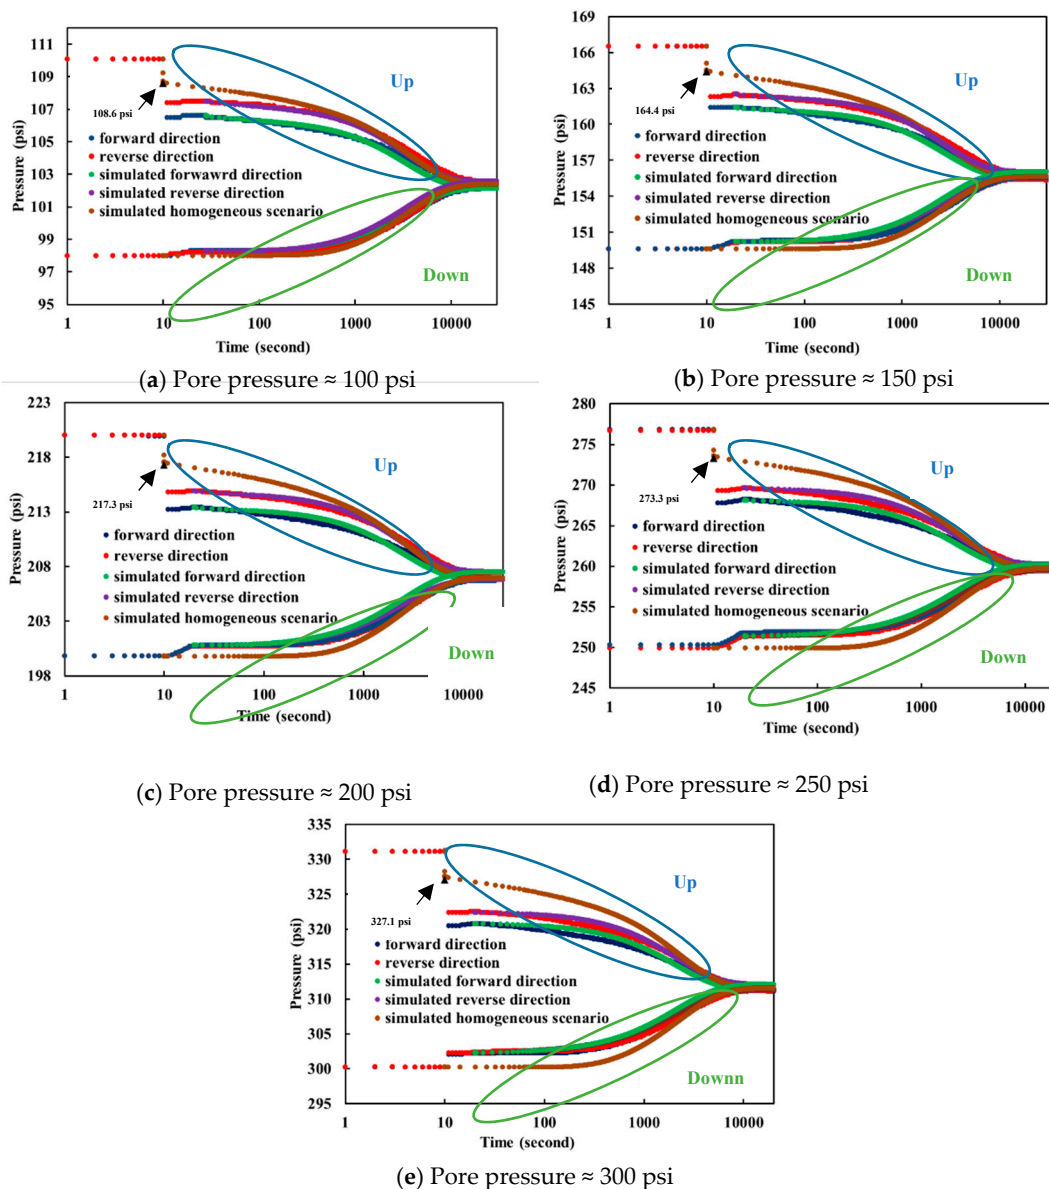 111
109
107
105
103
101
99
97
95
Pressure (psi)
108.6 psi
Up
forward direction
reverse direction
simulated forwawrd direction
simulated reverse direction
simulated homogeneous scenario
Down
1 10 100 1000 10000
Time (second)
(a) Pore pressure ≈ 100 psi
169
166
163
160
157
154
151
148
145
Pressure (psi)
164.4 psi
Up
forward direction
reverse direction
simulated forward direction
simulated reverse direction
simulated homogeneous scenario
Down
1 10 100 1000 10000
Time (second)
(b) Pore pressure ≈ 150 psi
223
218
213
208
203
198
Pressure (psi)
217.3 psi
Up
forward direction
reverse direction
simulated forward direction
simulated reverse direction
simulated homogeneous scenario
Down
1 10 100 1000 10000
Time (second)
(c) Pore pressure ≈ 200 psi
280
275
270
265
260
255
250
245
Pressure (psi)
273.3 psi
Up
forward direction
reverse direction
simulated forward direction
simulated reverse direction
simulated homogeneous scenario
Down
1 10 100 1000 10000
Time (second)
(d) Pore pressure ≈ 250 psi
335
330
325
320
315
310
305
300
295
Pressure (psi)
327.1 psi
Up
forward direction
reverse direction
simulated forward direction
simulated reverse direction
simulated homogeneous scenario
Downn
1 10 100 1000 10000
Time (second)
(e) Pore pressure ≈ 300 psi